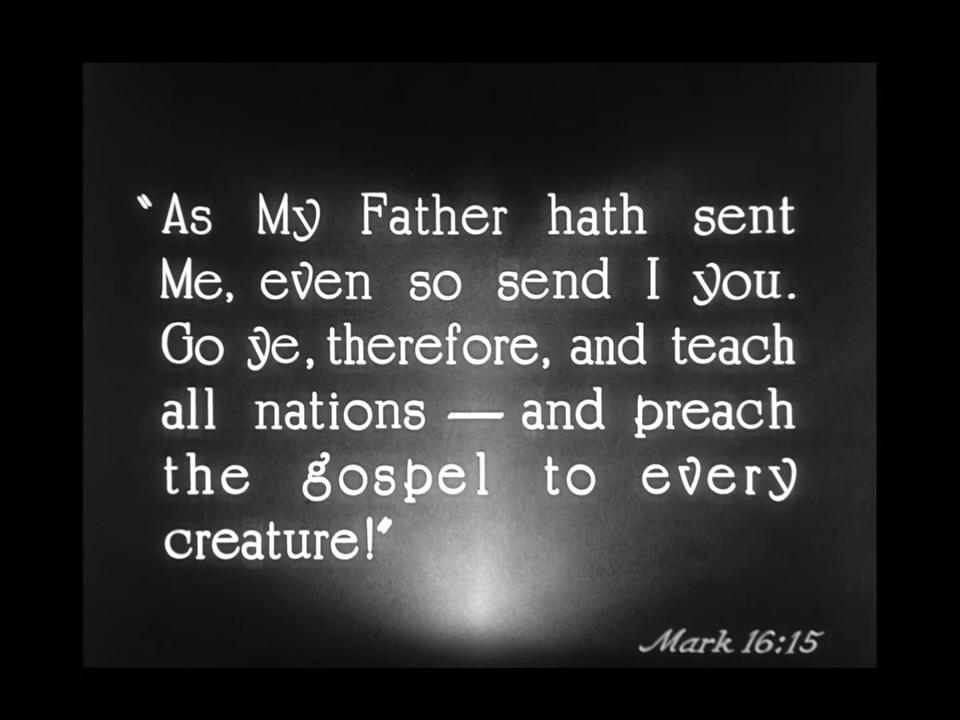 "As My Father hath sent
Me, even so send I you.
Go ye, therefore, and teach
all nations — and preach
the gospel to every
creature!"
Mark 16:15